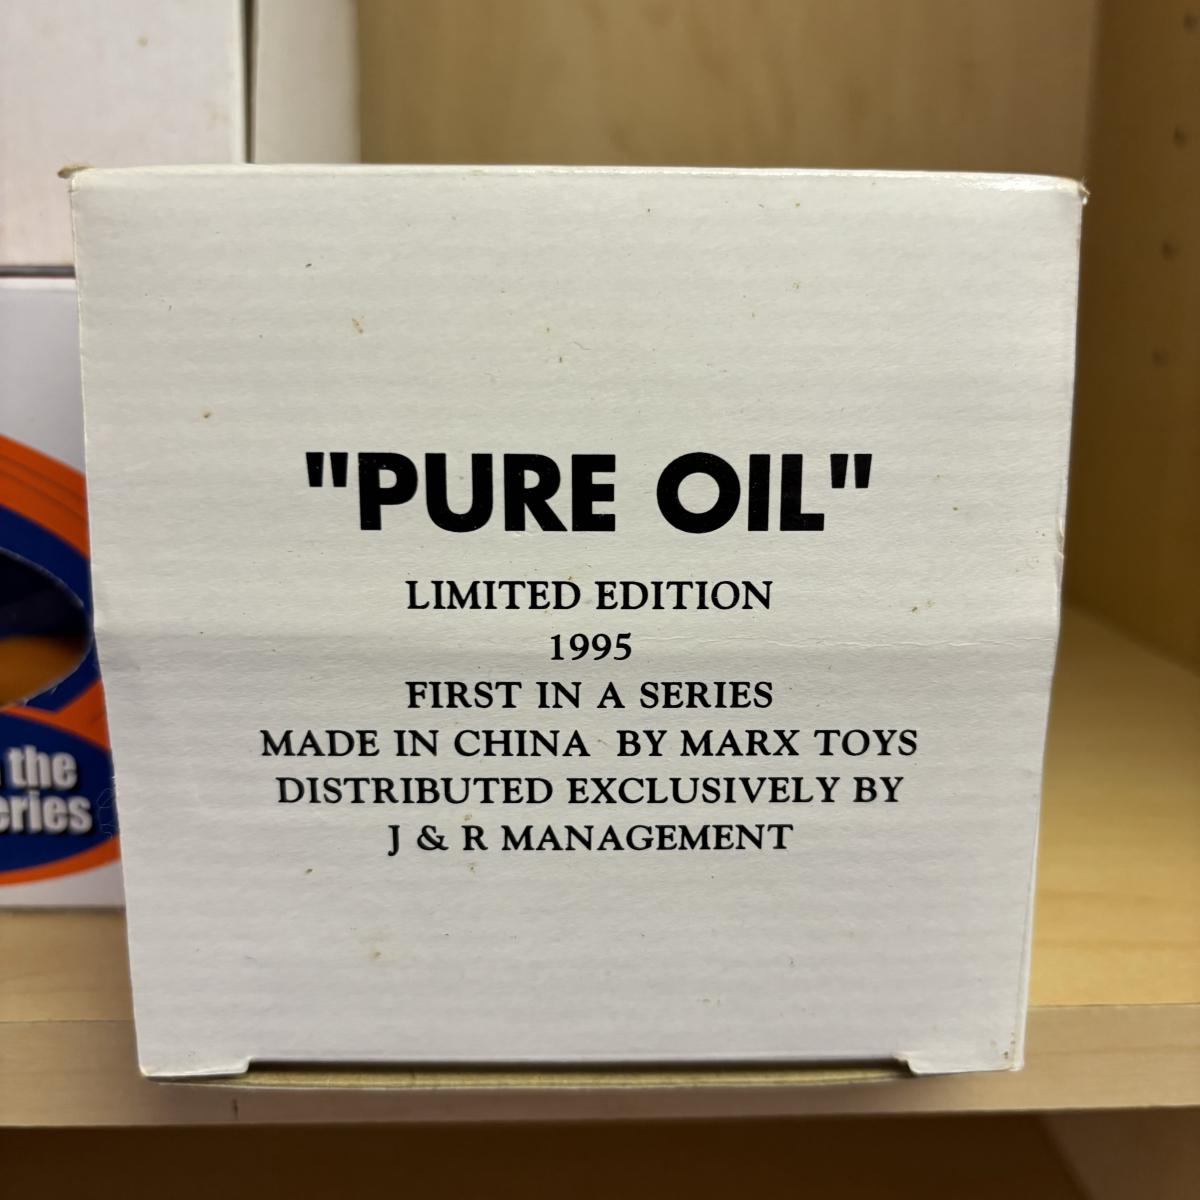 "PURE OIL"
LIMITED EDITION
1995
FIRST IN A SERIES
MADE IN CHINA BY MARX TOYS
DISTRIBUTED EXCLUSIVELY BY
J & R MANAGEMENT
the